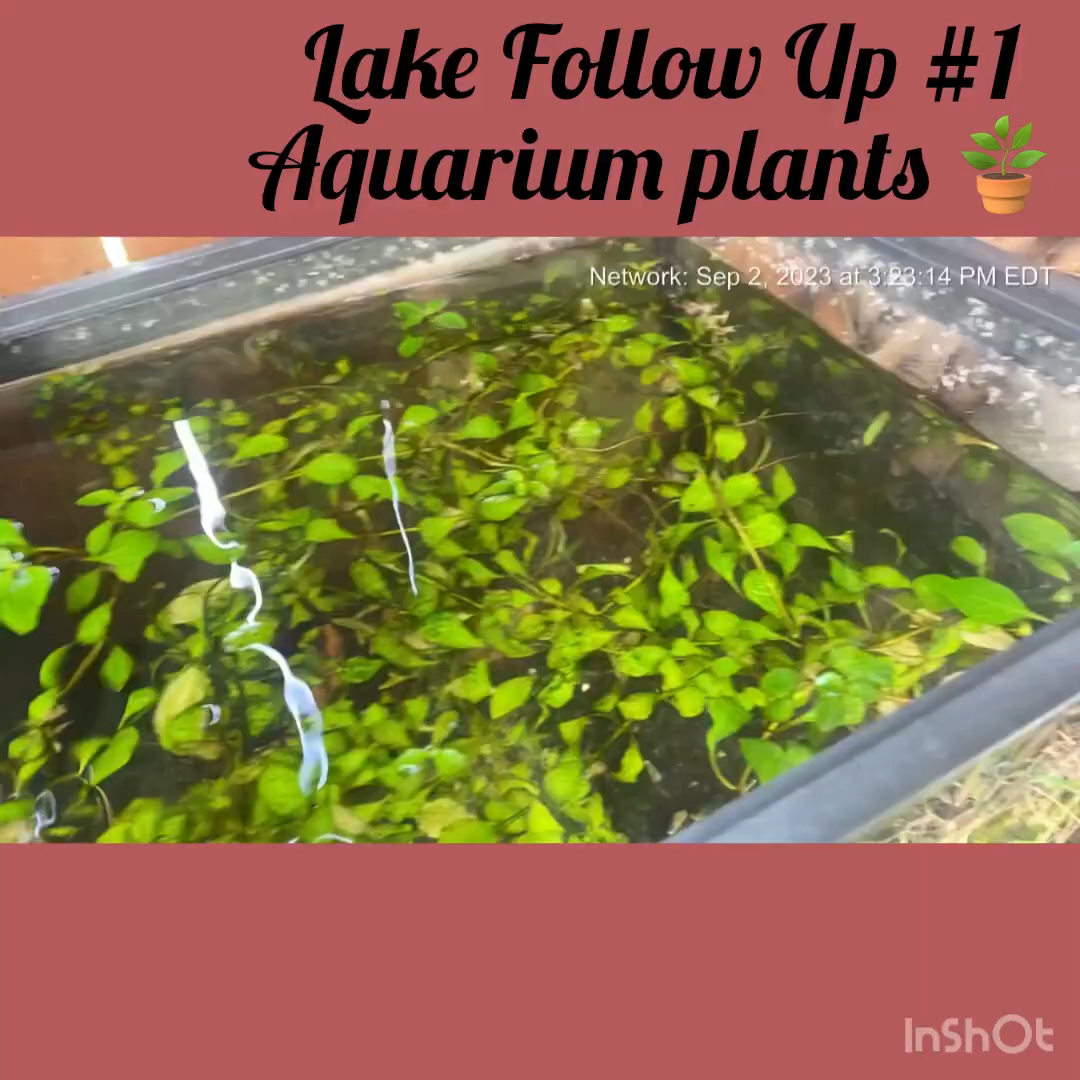 Lake Follow Up #1
Aquarium plants 🪴
Network: Sep 2, 2023 at 3:23:14 PM EDT
InShOt